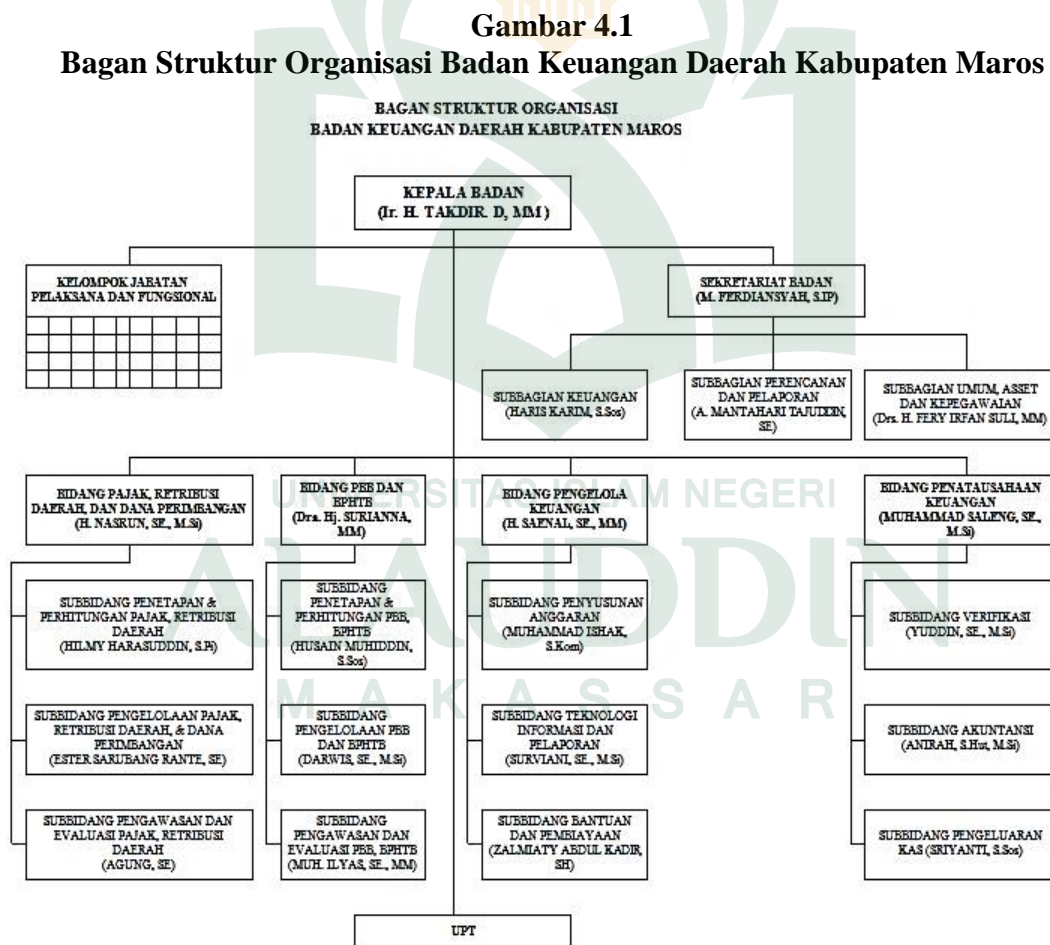 Gambar 4.1
Bagan Struktur Organisasi Badan Keuangan Daerah Kabupaten Maros
BAGAN STRUKTUR ORGANISASI
BADAN KEUANGAN DAERAH KABUPATEN MAROS
KEPALA BADAN
(Ir. H. TAKDIR. D, MM )
KELOMPOK JABATAN
PELAKSANA DAN FUNGSIONAL
SEKRETARIAT BADAN
(M. FERDIANSYAH, S.IP)
SUBBAGIAN KEUANGAN
(HARIS KARIM, S.Sos)
SUBBAGIAN PERENCANAN
DAN PELAPORAN
(A. MANTAHARI TAJUDDIN,
SE)
SUBBAGIAN UMUM, ASSET
DAN KEPEGAWAIAN
(Drs. H. FERY IRFAN SULI, MM)
BIDANG PAJAK, RETRIBUSI
DAERAH, DAN DANA PERIMBANGAN
(H. NASRUN, SE., M.Si)
BIDANG PBB DAN
BPHTB
(Dra. Hj. SURIANNA,
MM)
BIDANG PENGELOLA
KEUANGAN
(H. SAENAL, SE., MM)
BIDANG PENATAUSAHAAN
KEUANGAN
(MUHAMMAD SALENG, SE.,
M.Si)
SUBBIDANG PENETAPAN &
PERHITUNGAN PAJAK, RETRIBUSI
DAERAH
(HILMY HARASUDDIN, S.Pi)
SUBBIDANG
PENETAPAN &
PERHITUNGAN PBB,
BPHTB
(HUSAIN MUHIDDIN,
S.Sos)
SUBBIDANG PENYUSUNAN
ANGGARAN
(MUHAMMAD ISHAK,
S.Kom)
SUBBIDANG VERIFIKASI
(YUDDIN, SE., M.Si)
SUBBIDANG PENGELOLAAN PAJAK,
RETRIBUSI DAERAH, & DANA
PERIMBANGAN
(ESTER SARUBANG RANTE, SE)
SUBBIDANG
PENGELOLAAN PBB
DAN BPHTB
(DARWIS, SE., M.Si)
SUBBIDANG TEKNOLOGI
INFORMASI DAN
PELAPORAN
(SURVIANI, SE., M.Si)
SUBBIDANG AKUNTANSI
(ANIRAH, S.Hut, M.Si)
SUBBIDANG PENGAWASAN DAN
EVALUASI PAJAK, RETRIBUSI
DAERAH
(AGUNG, SE)
SUBBIDANG
PENGAWASAN DAN
EVALUASI PBB, BPHTB
(MUH. ILYAS, SE., MM)
SUBBIDANG BANTUAN
DAN PEMBIAYAAN
(ZALMIATY ABDUL KADIR,
SH)
SUBBIDANG PENGELUARAN
KAS (SRIYANTI, S.Sos)
UPT
UNIVERSITAS ISLAM NEGERI
ALAUDDIN
MAKASSAR